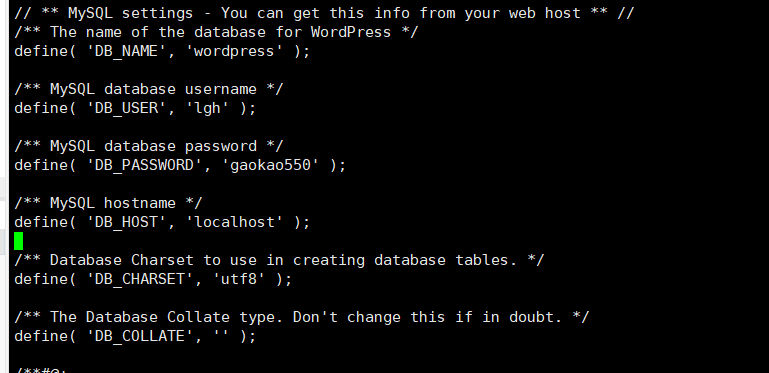 // ** MySQL settings - You can get this info from your web host ** //
/** The name of the database for WordPress */
define( 'DB_NAME', 'wordpress' );
/** MySQL database username */
define( 'DB_USER', 'lgh' );
/** MySQL database password */
define( 'DB_PASSWORD', 'gaokao550' );
/** MySQL hostname */
define( 'DB_HOST', 'localhost' );
/** Database Charset to use in creating database tables. */
define( 'DB_CHARSET', 'utf8' );
/** The Database Collate type. Don't change this if in doubt. */
define( 'DB_COLLATE', '' );
/**#@: